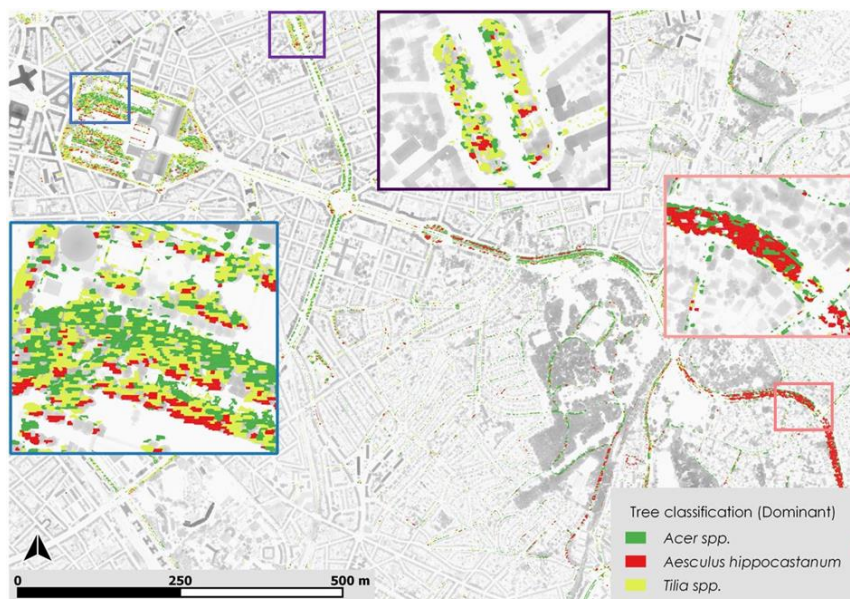 Tree classification (Dominant)
Acer spp.
Aesculus hippocastanum
Tilia spp.
0 250 500 m